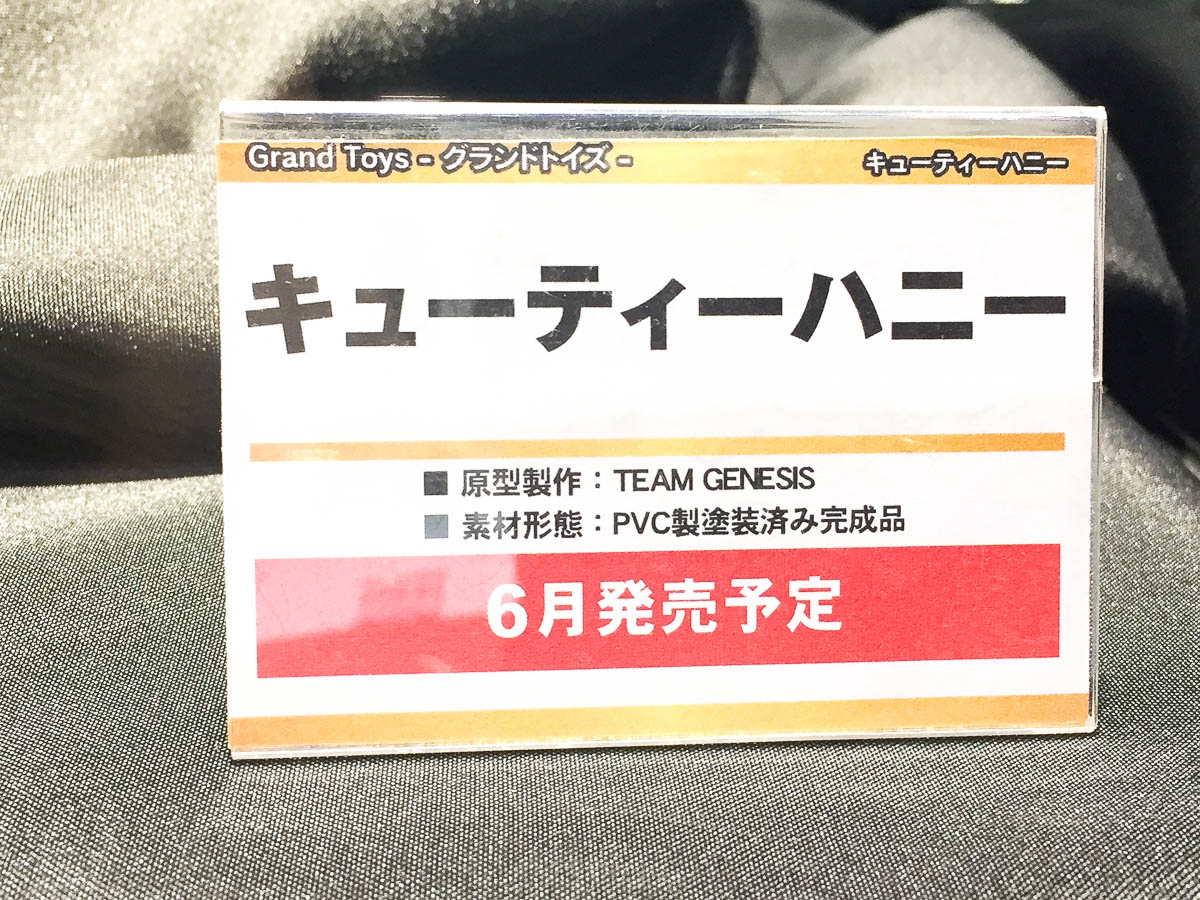 Grand Toys - グランドトイズ -
キューティーハニー
キューティーハニー
■ 原型製作：TEAM GENESIS
■ 素材形態：PVC製塗装済み完成品
6月発売予定